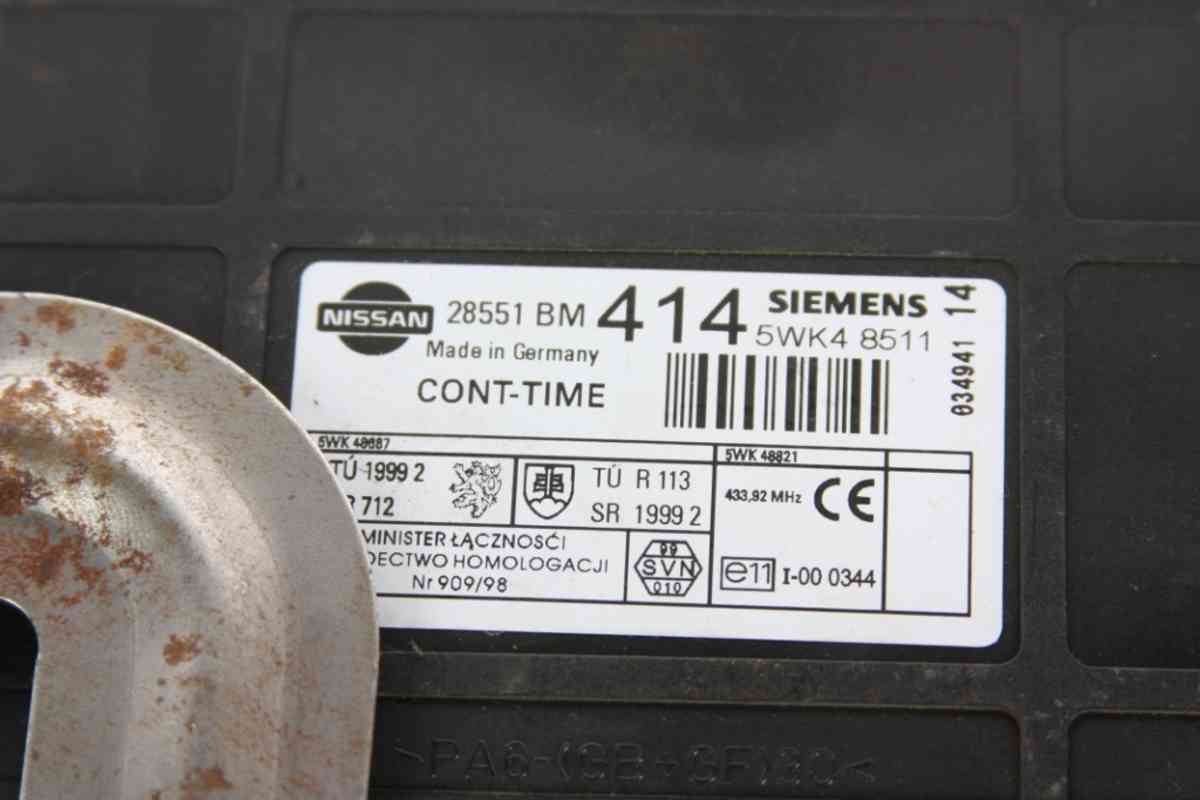 NISSAN 28551 BM 414 SIEMENS
5WK4 8511
Made in Germany
CONT-TIME
034941 14
5WK 48687
5WK 48821
TÚ 1999 2
712
TÚ R 113
SR 1999 2
433,92 MHz CE
MINISTER ŁĄCZNOŚCI
HOMOLOGACJI
Nr 909/98
99
SVN
010
e11 I-00 0344